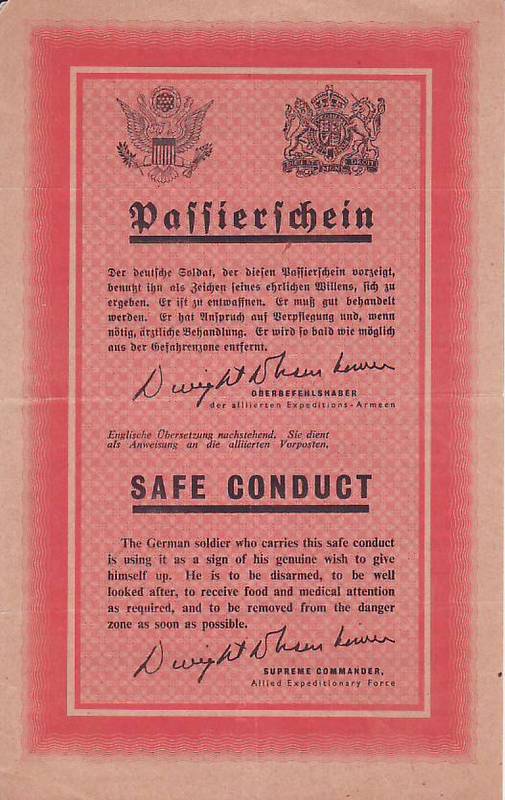 Passierschein
Der deutsche Soldat, der diesen Passierschein vorzeigt,
benutzt ihn als Zeichen seines ehrlichen Willens, sich zu
ergeben. Er ist zu entwaffnen. Er muß gut behandelt
werden. Er hat Anspruch auf Verpflegung und, wenn
nötig, ärztliche Behandlung. Er wird so bald wie möglich
aus der Gefahrenzone entfernt.
Dwight D Eisenhower
OBERBEFEHLSHABER
der alliierten Expeditions-Armeen
Englische Übersetzung nachstehend. Sie dient
als Anweisung an die alliierten Vorposten.
SAFE CONDUCT
The German soldier who carries this safe conduct
is using it as a sign of his genuine wish to give
himself up. He is to be disarmed, to be well
looked after, to receive food and medical attention
as required, and to be removed from the danger
zone as soon as possible.
Dwight D Eisenhower
SUPREME COMMANDER,
Allied Expeditionary Force